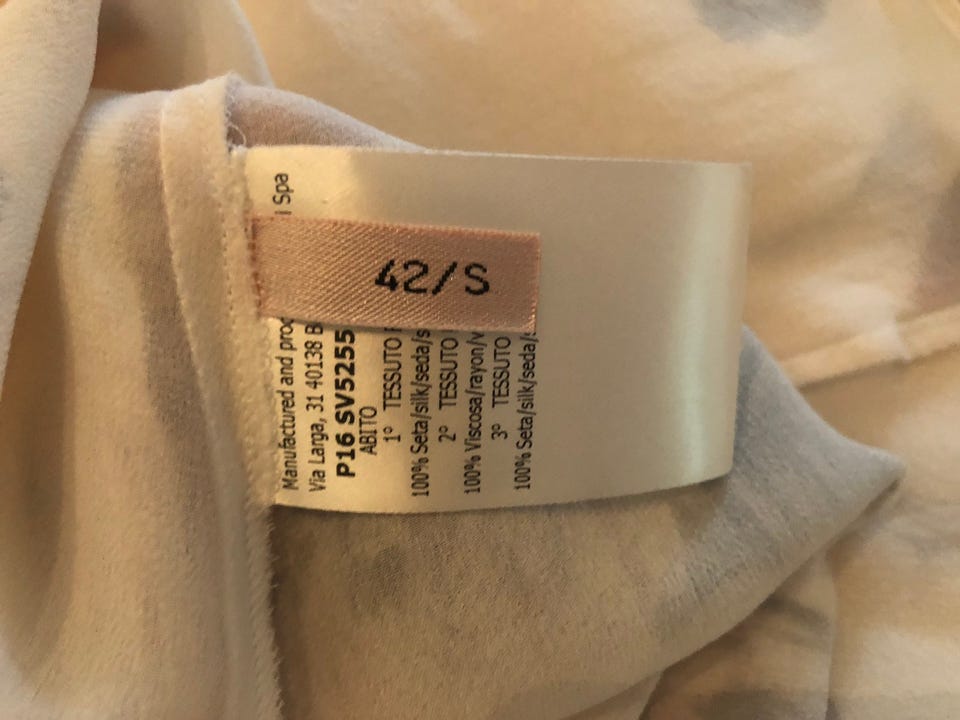 42/S
Manufactured and proc
l Spa
Via Larga, 31 40138 B
P16 SV5255
ABITO
1° TESSUTO
100% Seta/silk/seda/s
2° TESSUTO
100% Viscosa/rayon/v
3° TESSUTO
100% Seta/silk/seda/s